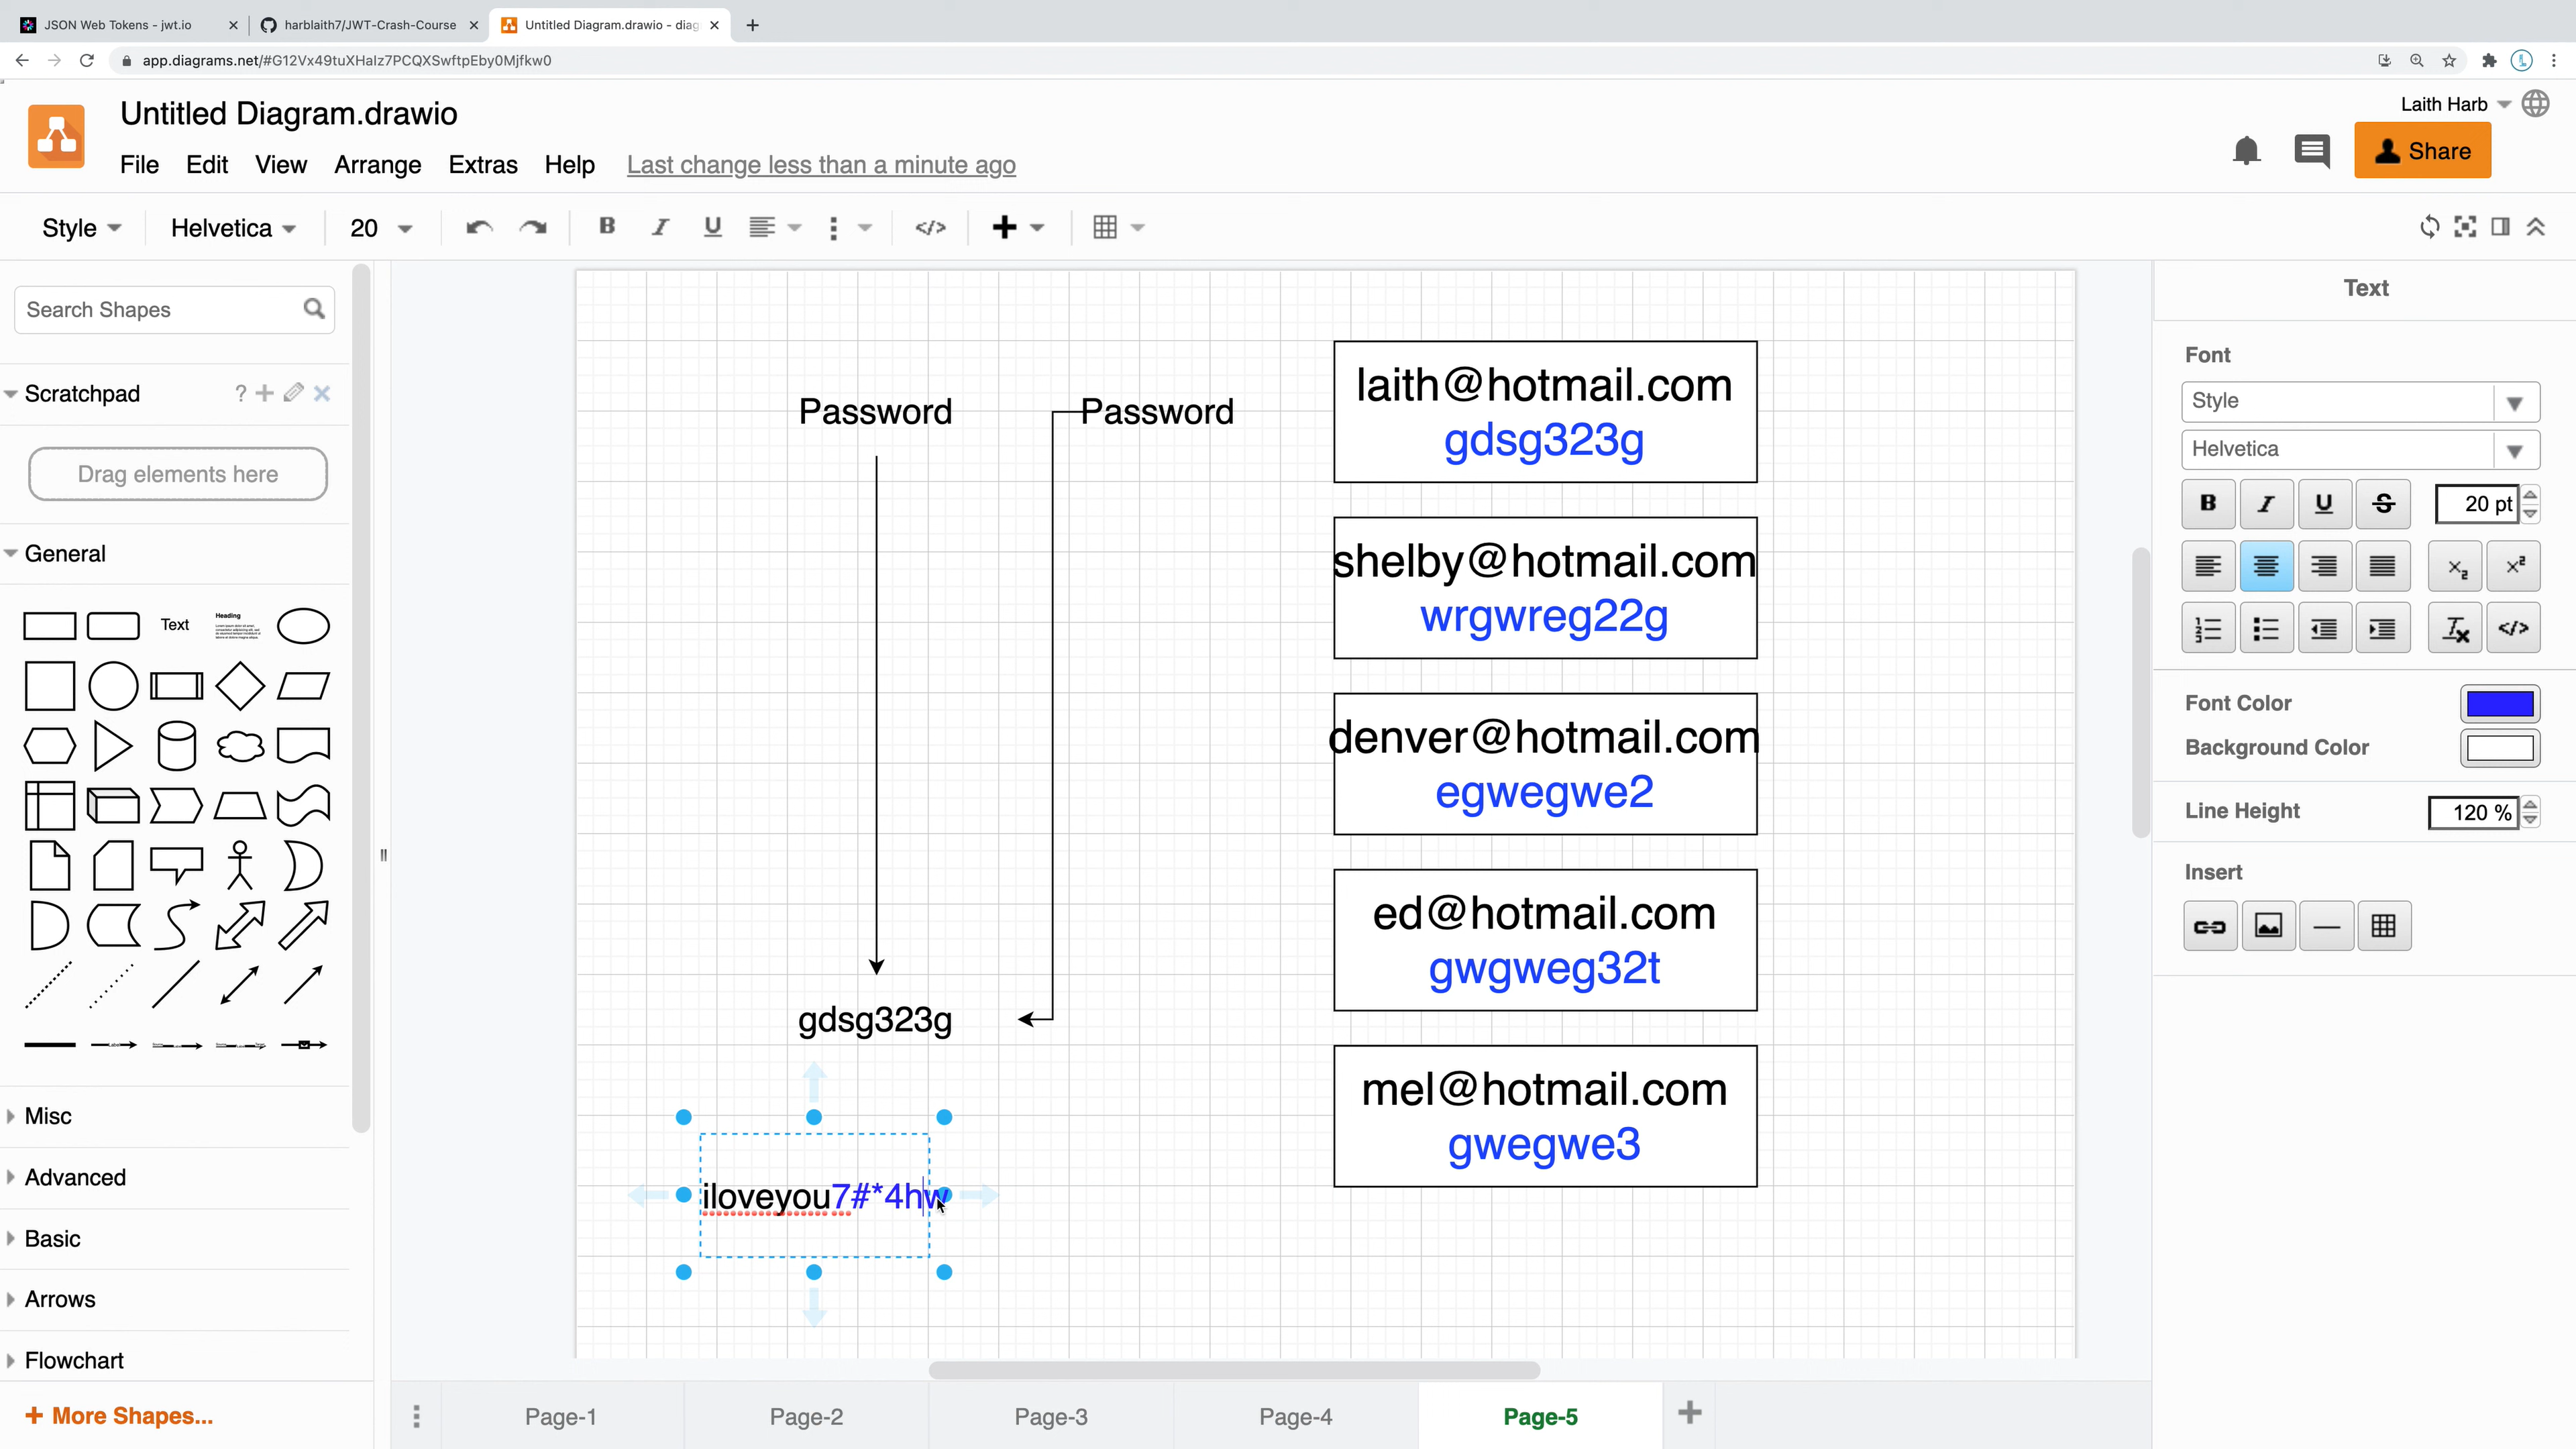 JSON Web Tokens - jwt.io
harblaith7/JWT-Crash-Course
Untitled Diagram.drawio - diag
app.diagrams.net/#G12Vx49tuXHalz7PCQXSwftpEby0Mjfkw0
Untitled Diagram.drawio
Laith Harb
File Edit View Arrange Extras Help Last change less than a minute ago
Share
Style Helvetica 20
Search Shapes
Scratchpad
Drag elements here
General
Text
Heading
Misc
Advanced
Basic
Arrows
Flowchart
+ More Shapes...
Password
Password
gdsg323g
iloveyou7#*4hw
laith@hotmail.com
gdsg323g
shelby@hotmail.com
wrgwreg22g
denver@hotmail.com
egwegwe2
ed@hotmail.com
gwgweg32t
mel@hotmail.com
gwegwe3
Text
Font
Style
Helvetica
20 pt
Font Color
Background Color
Line Height
120 %
Insert
Page-1 Page-2 Page-3 Page-4 Page-5